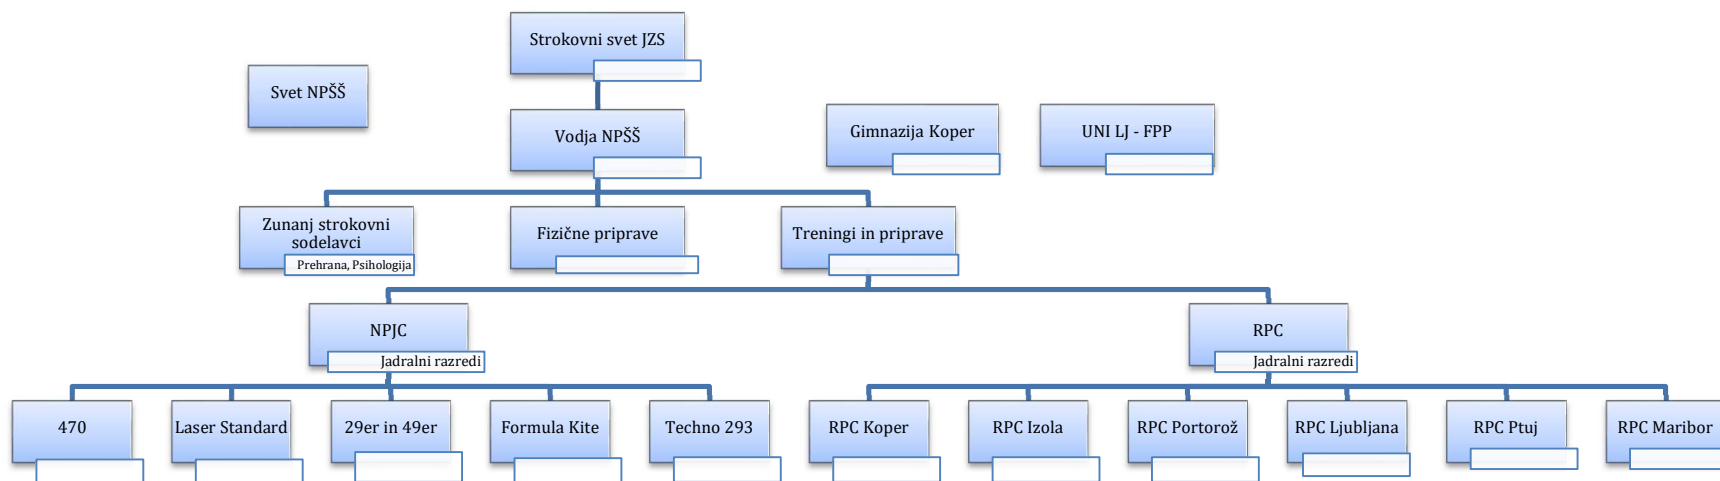 Strokovni svet JZS
Svet NPŠŠ
Vodja NPŠŠ
Gimnazija Koper
UNI LJ - FPP
Zunanj strokovni
sodelavci
Prehrana, Psihologija
Fizične priprave
Treningi in priprave
NPJC
Jadralni razredi
RPC
Jadralni razredi
470
Laser Standard
29er in 49er
Formula Kite
Techno 293
RPC Koper
RPC Izola
RPC Portorož
RPC Ljubljana
RPC Ptuj
RPC Maribor